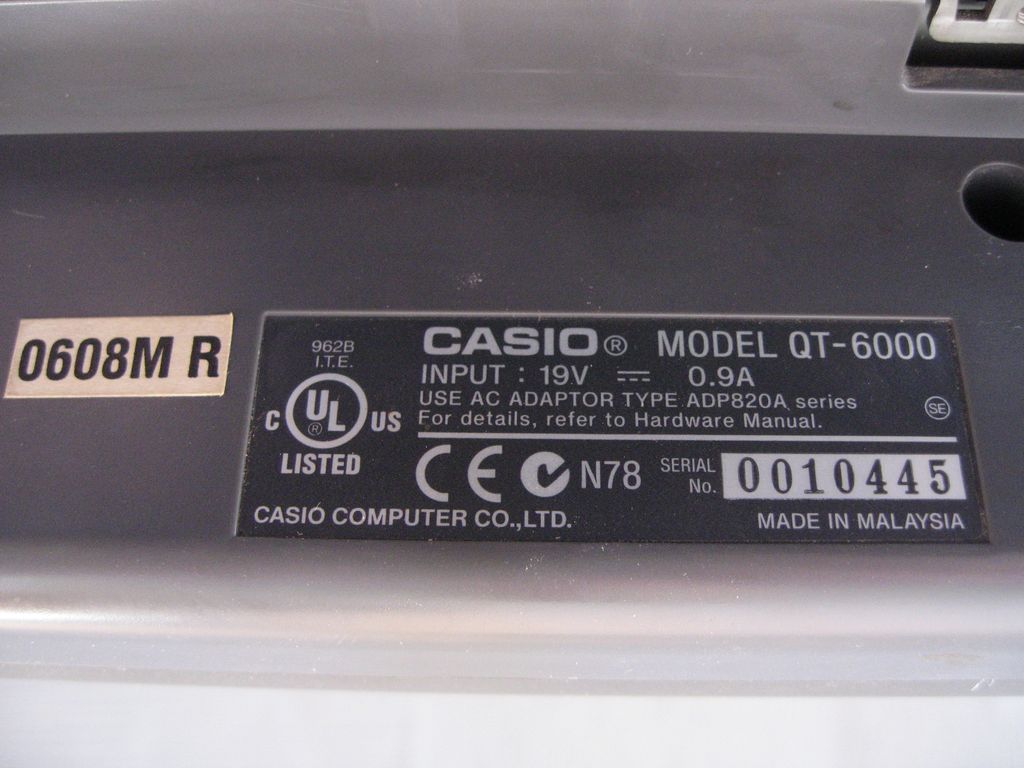 0608M R
962B
I.T.E.
C UL ® US
LISTED
CASIO® MODEL QT-6000
INPUT : 19V ⎓ 0.9A
USE AC ADAPTOR TYPE ADP820A series
For details, refer to Hardware Manual.
SE
CE N78 SERIAL No. 0010445
CASIO COMPUTER CO.,LTD. MADE IN MALAYSIA